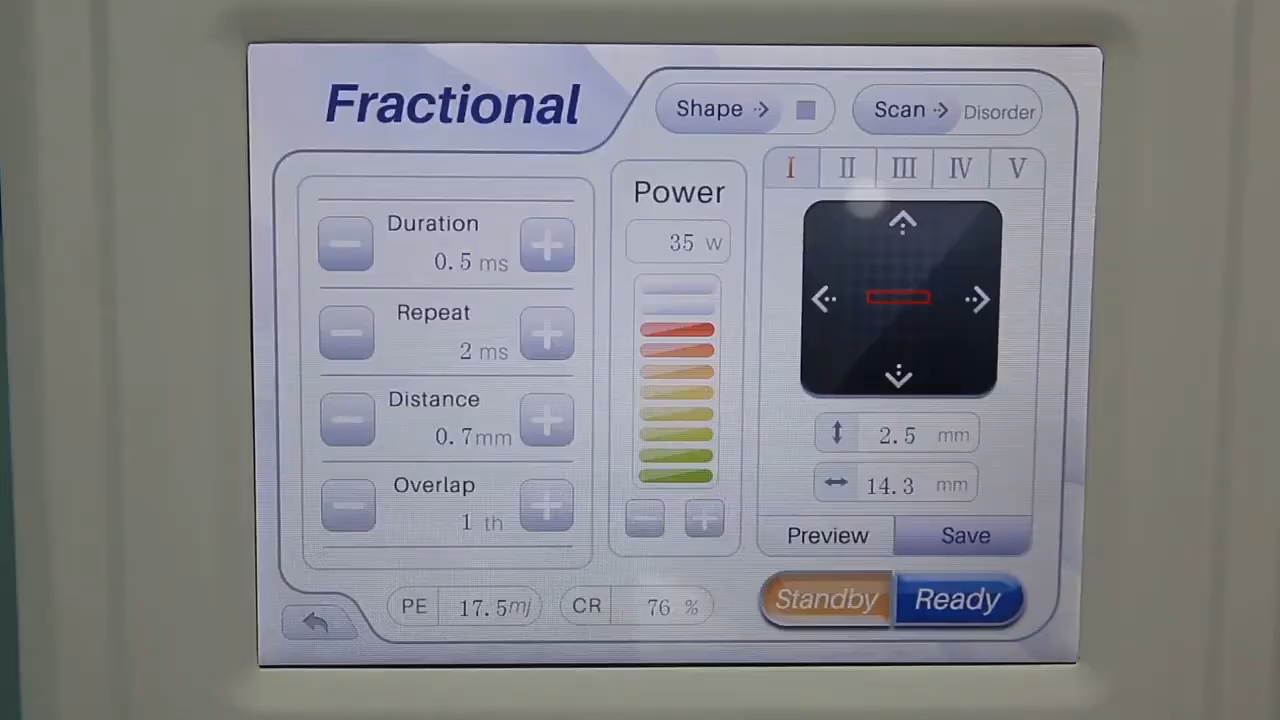 Fractional
Shape
Scan
Disorder
I II III IV V
Duration
0.5 ms
Repeat
2 ms
Distance
0.7mm
Overlap
1 th
Power
35 W
2.5 mm
14.3 mm
Preview
Save
PE 17.5mj
CR 76 %
Standby
Ready